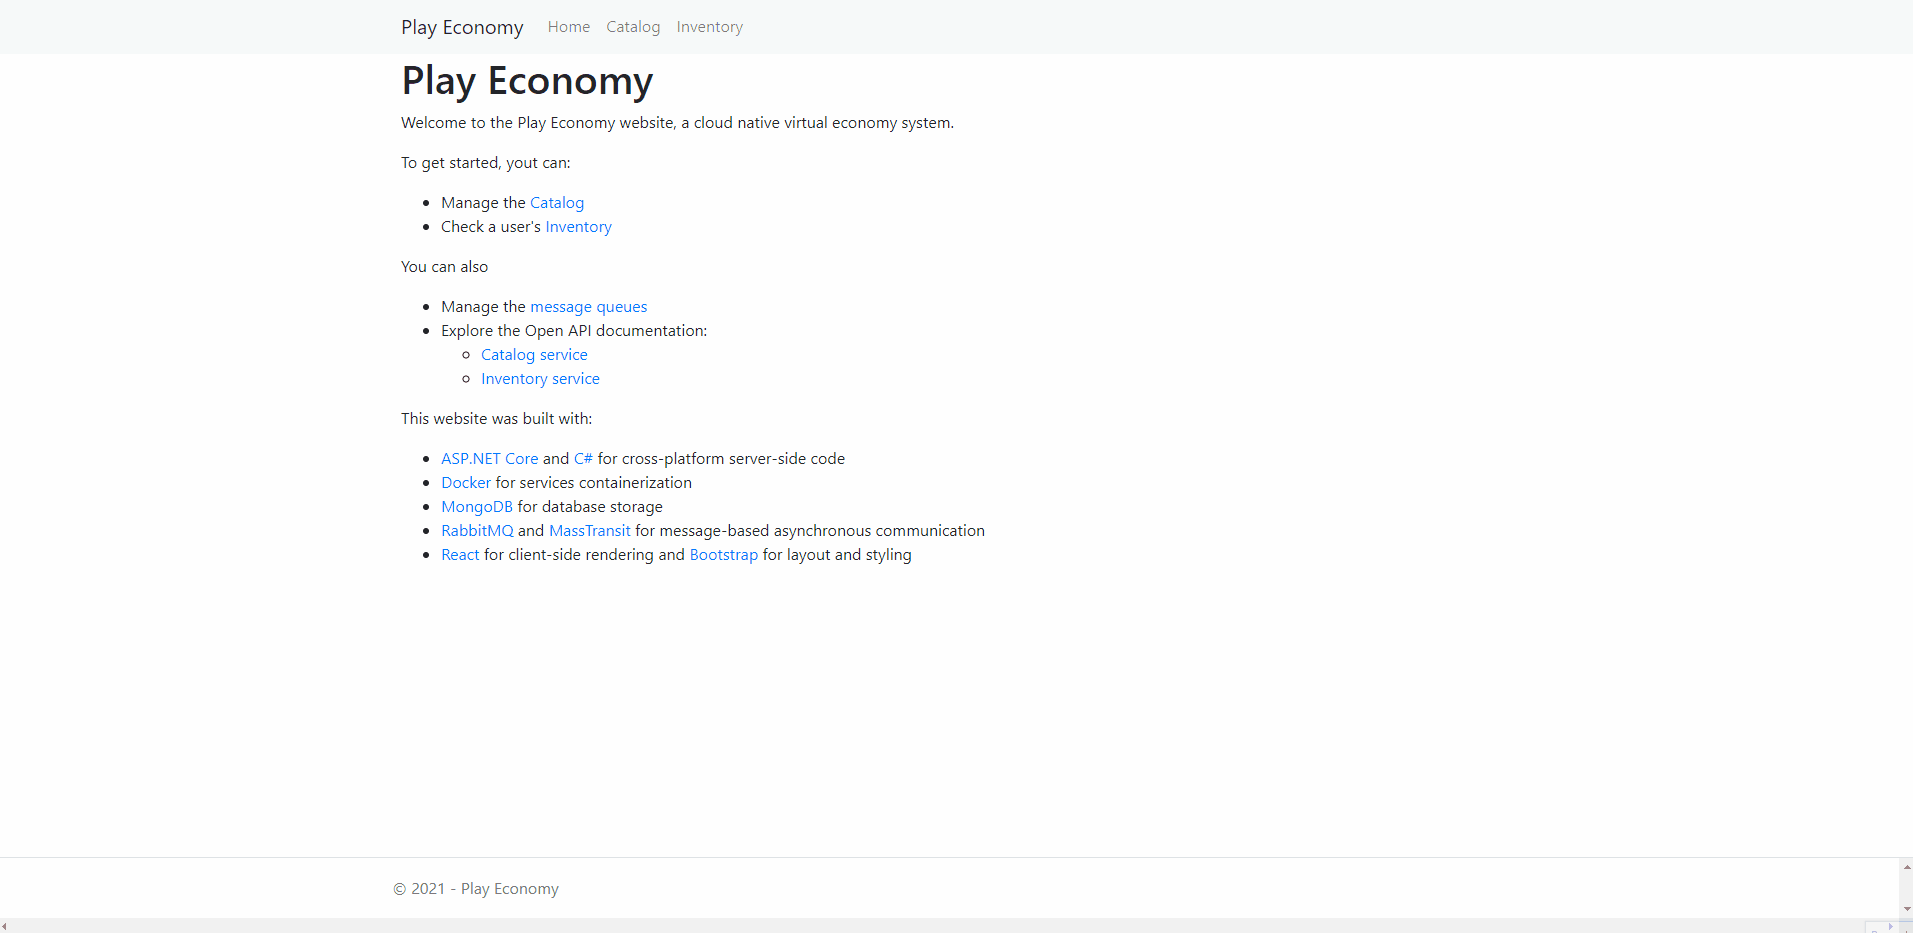 Play Economy Home Catalog Inventory
Play Economy
Welcome to the Play Economy website, a cloud native virtual economy system.
To get started, yout can:
Manage the Catalog
Check a user's Inventory
You can also
Manage the message queues
Explore the Open API documentation:
Catalog service
Inventory service
This website was built with:
ASP.NET Core and C# for cross-platform server-side code
Docker for services containerization
MongoDB for database storage
RabbitMQ and MassTransit for message-based asynchronous communication
React for client-side rendering and Bootstrap for layout and styling
© 2021 - Play Economy